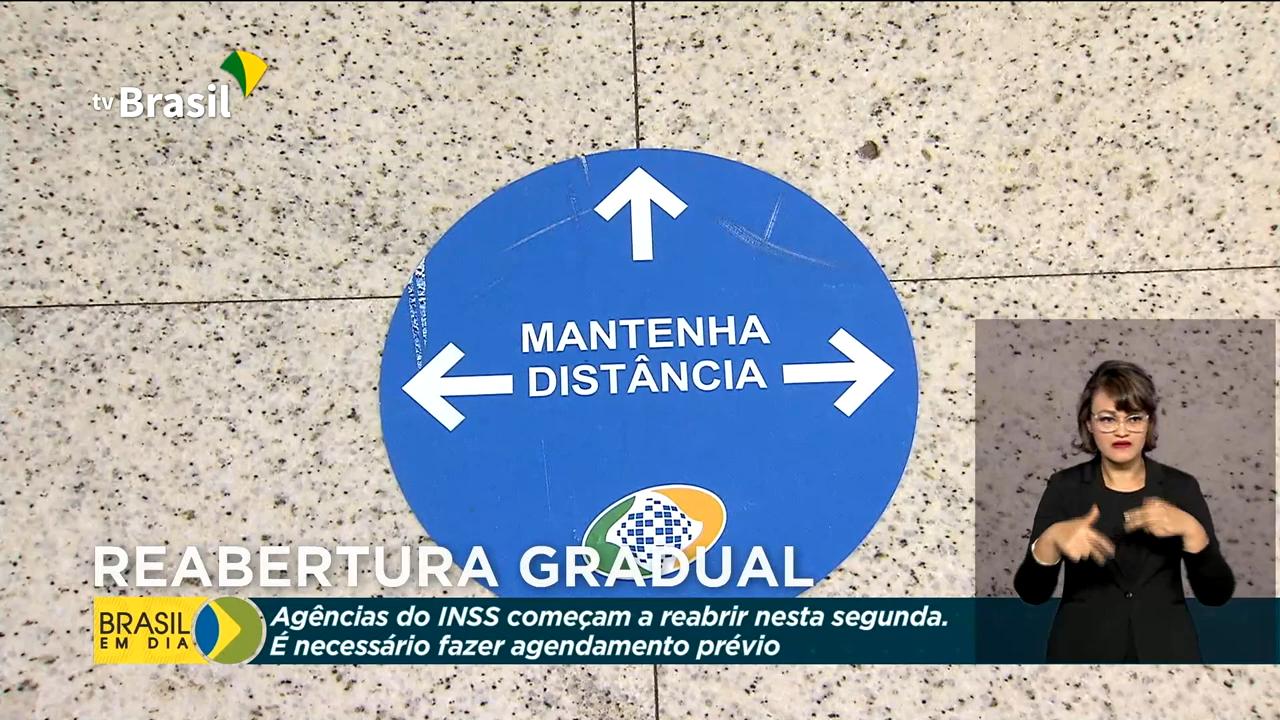 tv Brasil
MANTENHA
DISTÂNCIA
REABERTURA GRADUAL
BRASIL
EM DIA
Agências do INSS começam a reabrir nesta segunda.
É necessário fazer agendamento prévio